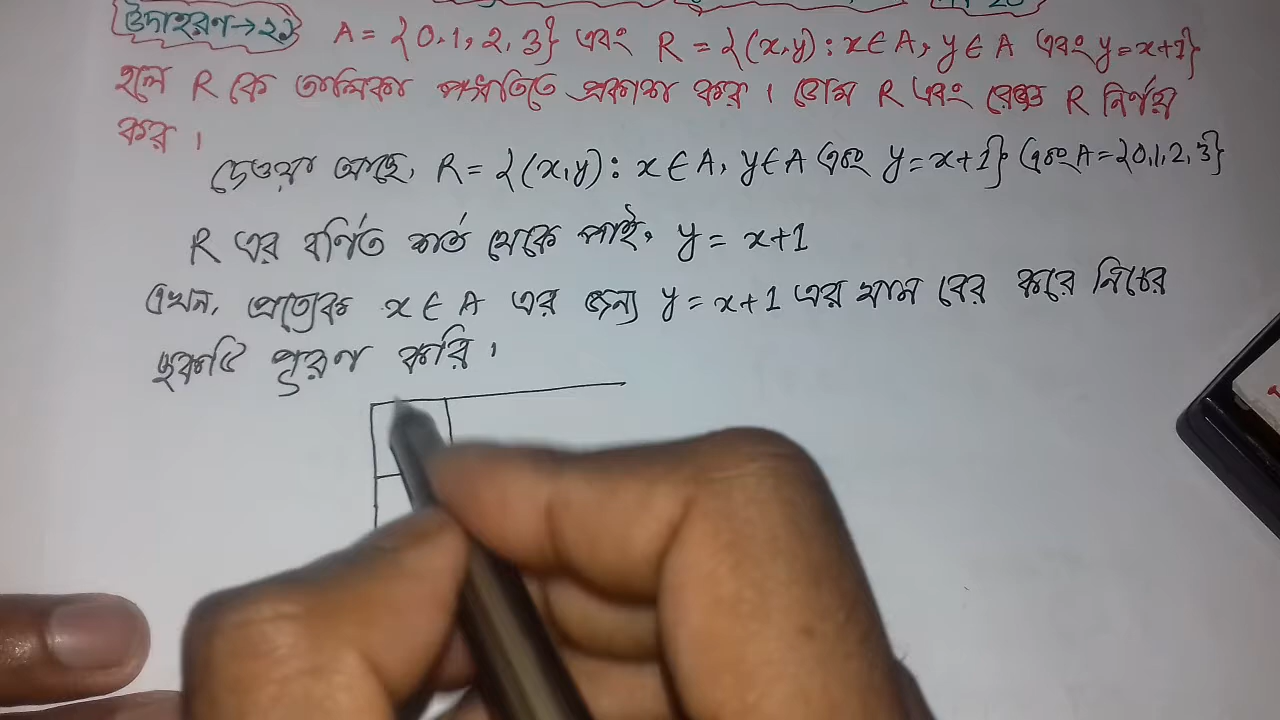 উদাহরণ→২১ A = {0,1,2,3} এবং R = {(x,y) : x∈A, y∈A এবং y=x+1}
হলে R কে তালিকা পদ্ধতিতে প্রকাশ কর। ডোম R এবং রেঞ্জ R নির্ণয়
কর।
দেওয়া আছে, R = {(x,y) : x∈A, y∈A এবং y=x+1} এবং A={0,1,2,3}
R এর বর্ণিত শর্ত থেকে পাই, y = x+1
এখন, প্রত্যেক x∈A এর জন্য y = x+1 এর মান বের করে নিচের
ছকটি পুরণ করি।